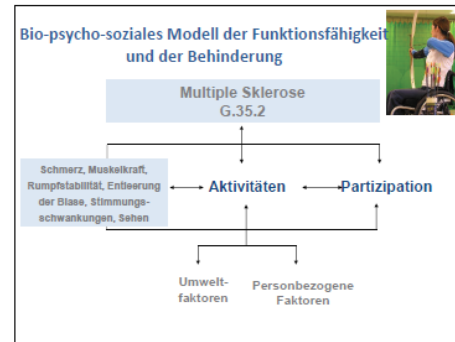 Bio-psycho-soziales Modell der Funktionsfähigkeit
und der Behinderung
Multiple Sklerose
G.35.2
Schmerz, Muskelkraft,
Rumpfstabilität, Entleerung
der Blase, Stimmungs-
schwankungen, Sehen
Aktivitäten
Partizipation
Umwelt-
faktoren
Personbezogene
Faktoren